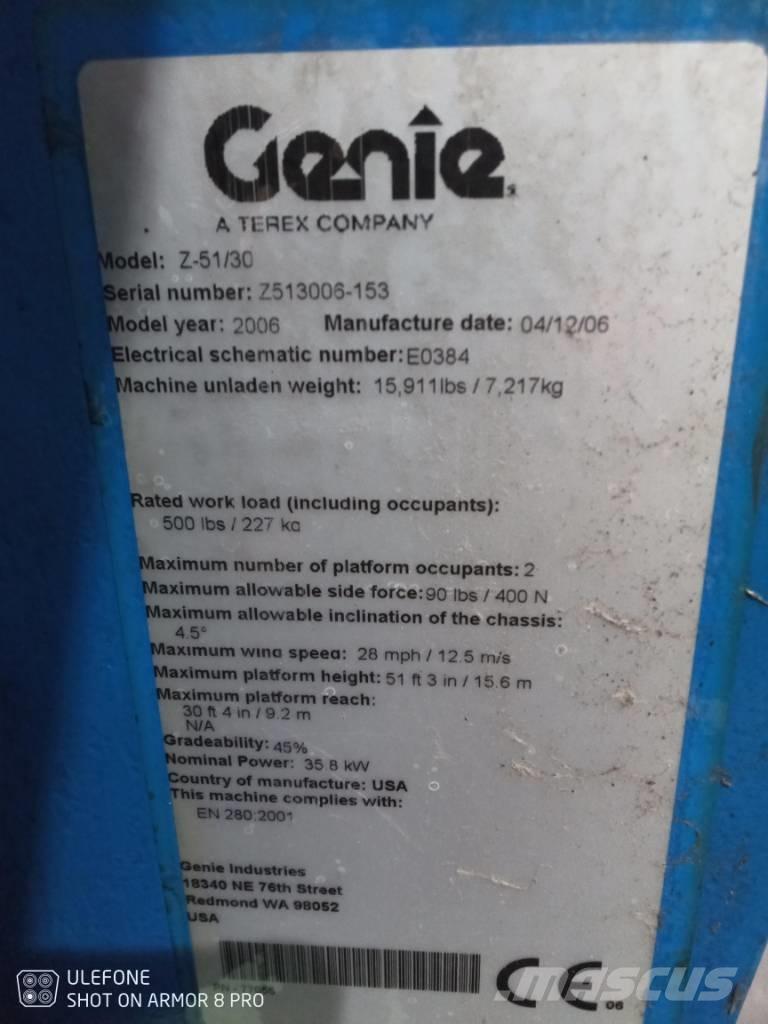 Genie
A TEREX COMPANY
Model: Z-51/30
Serial number: Z513006-153
Model year: 2006 Manufacture date: 04/12/06
Electrical schematic number: E0384
Machine unladen weight: 15,911lbs / 7,217kg
Rated work load (including occupants):
500 lbs / 227 kg
Maximum number of platform occupants: 2
Maximum allowable side force: 90 lbs / 400 N
Maximum allowable inclination of the chassis:
4.5°
Maximum wind speed: 28 mph / 12.5 m/s
Maximum platform height: 51 ft 3 in / 15.6 m
Maximum platform reach:
30 ft 4 in / 9.2 m
N/A
Gradeability: 45%
Nominal Power: 35.8 kW
Country of manufacture: USA
This machine complies with:
EN 280:2001
Genie Industries
18340 NE 76th Street
Redmond WA 98052
USA
CE 06
ULEFONE
SHOT ON ARMOR 8 PRO
MASCUS